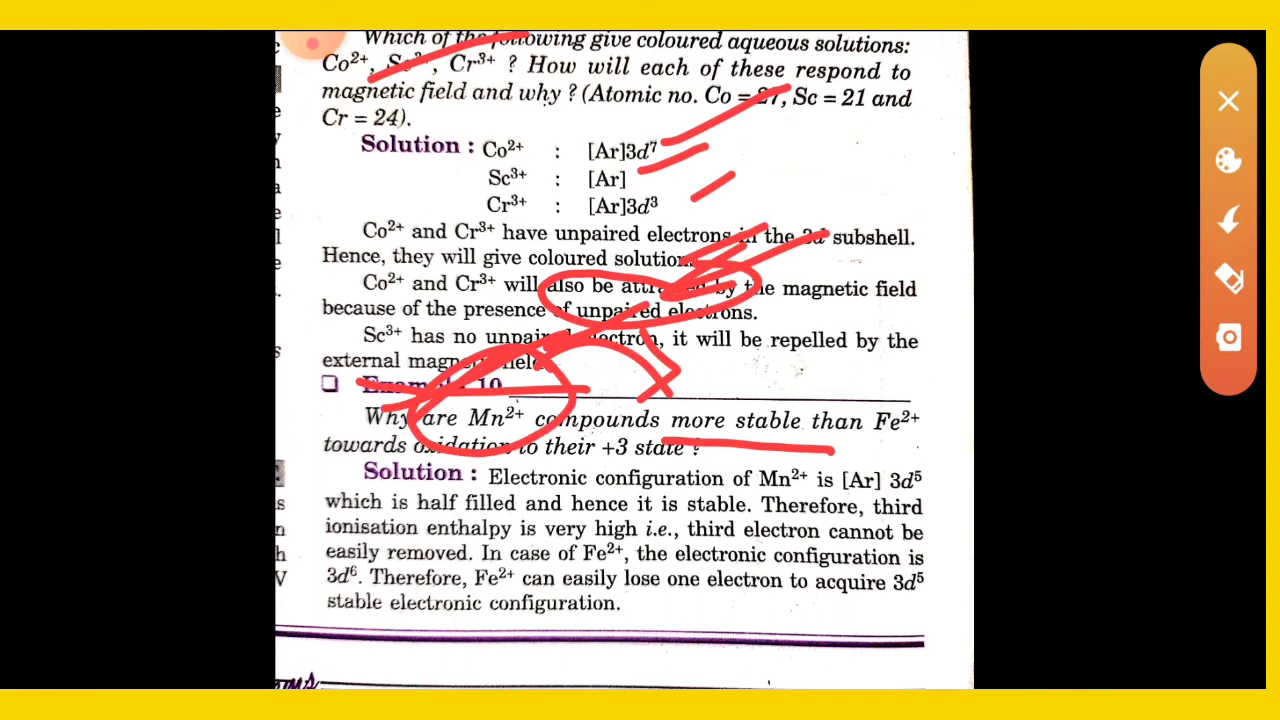 Which of the following give coloured aqueous solutions:
Co²⁺, Sc³⁺, Cr³⁺ ? How will each of these respond to
magnetic field and why ? (Atomic no. Co = 27, Sc = 21 and
Cr = 24).
Solution : Co²⁺ : [Ar]3d⁷
Sc³⁺ : [Ar]
Cr³⁺ : [Ar]3d³
Co²⁺ and Cr³⁺ have unpaired electrons in the 3d subshell.
Hence, they will give coloured solutions.
Co²⁺ and Cr³⁺ will also be attracted by the magnetic field
because of the presence of unpaired electrons.
Sc³⁺ has no unpaired electron, it will be repelled by the
external magnetic field.
❑ Example 10
Why are Mn²⁺ compounds more stable than Fe²⁺
towards oxidation to their +3 state ?
Solution : Electronic configuration of Mn²⁺ is [Ar] 3d⁵
which is half filled and hence it is stable. Therefore, third
ionisation enthalpy is very high i.e., third electron cannot be
easily removed. In case of Fe²⁺, the electronic configuration is
3d⁶. Therefore, Fe²⁺ can easily lose one electron to acquire 3d⁵
stable electronic configuration.